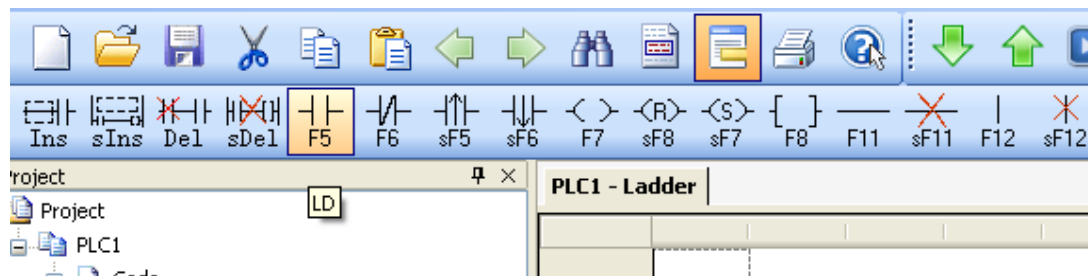 Ins sIns Del sDel F5 F6 sF5 sF6 F7 sF8 sF7 F8 F11 sF11 F12 sF12
Project
PLC1 - Ladder
LD
Project
PLC1
Code